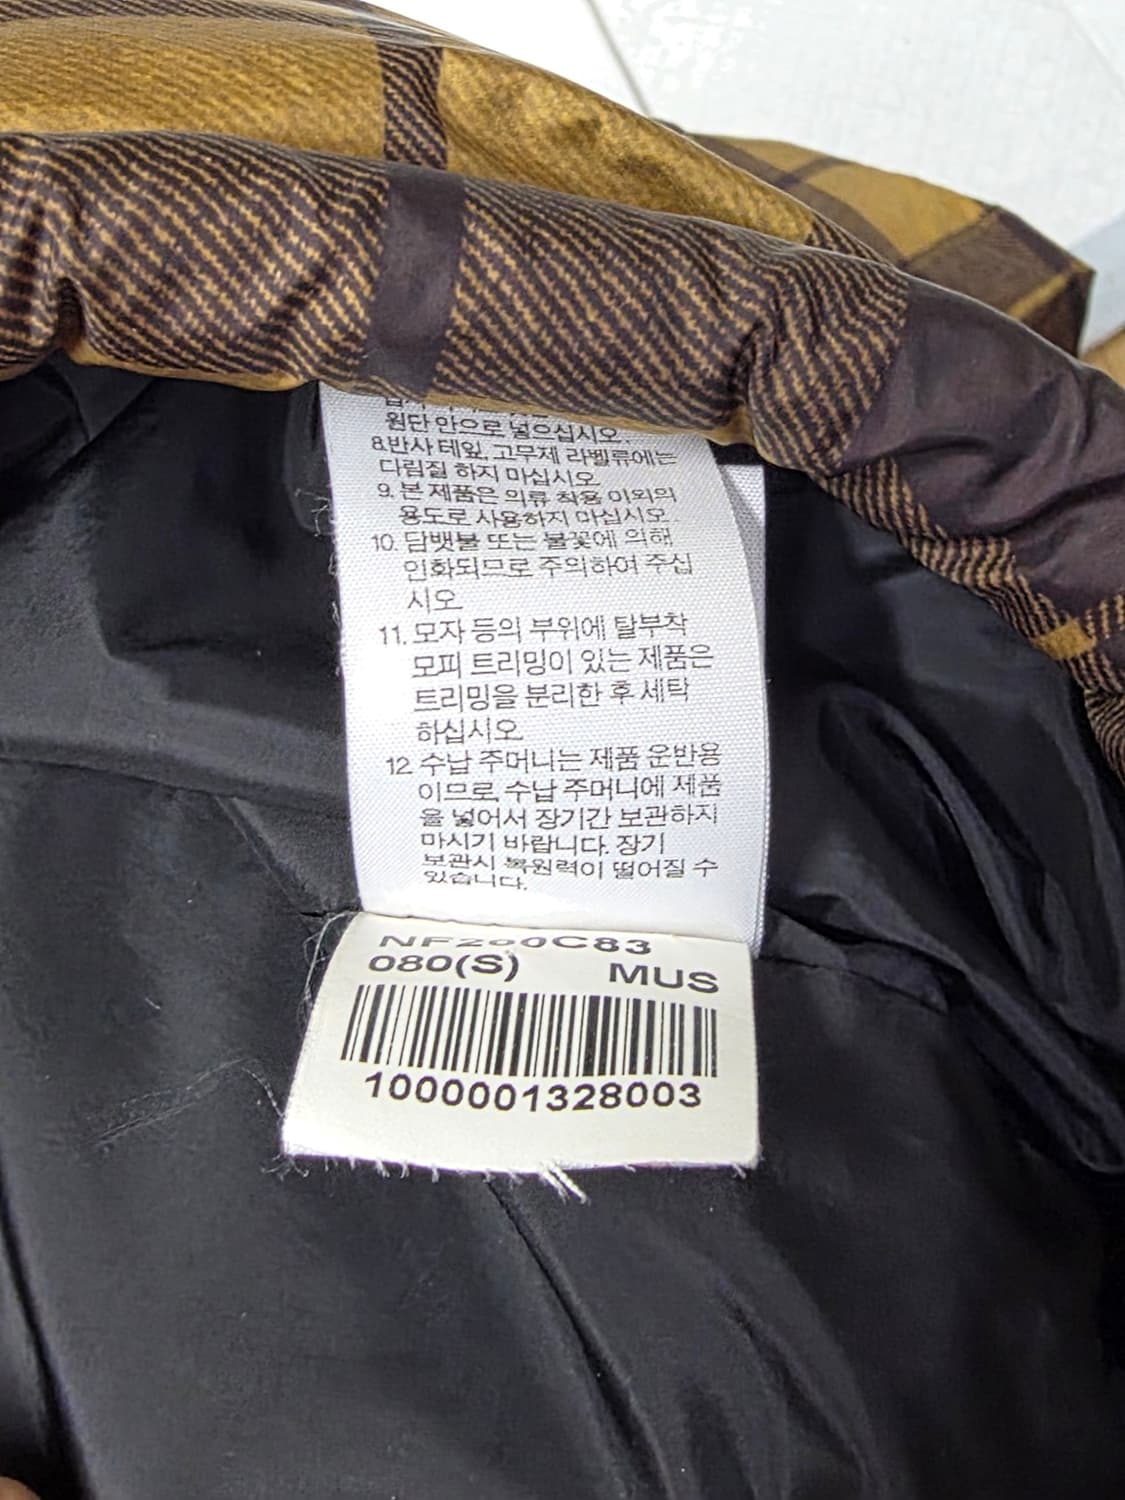 원단 안으로 넣으십시오.
8.반사 테잎, 고무제 라벨류에는
다림질 하지 마십시오
9. 본 제품은 의류 착용 이외의
용도로 사용하지 마십시오.
10. 담뱃불 또는 불꽃에 의해
인화되므로 주의하여 주십
시오
11. 모자 등의 부위에 탈부착
모피 트리밍이 있는 제품은
트리밍을 분리한 후 세탁
하십시오
12. 수납 주머니는 제품 운반용
이므로, 수납 주머니에 제품
을 넣어서 장기간 보관하지
마시기 바랍니다. 장기
보관시 복원력이 떨어질 수
있습니다.
080(S) MUS
1000001328003